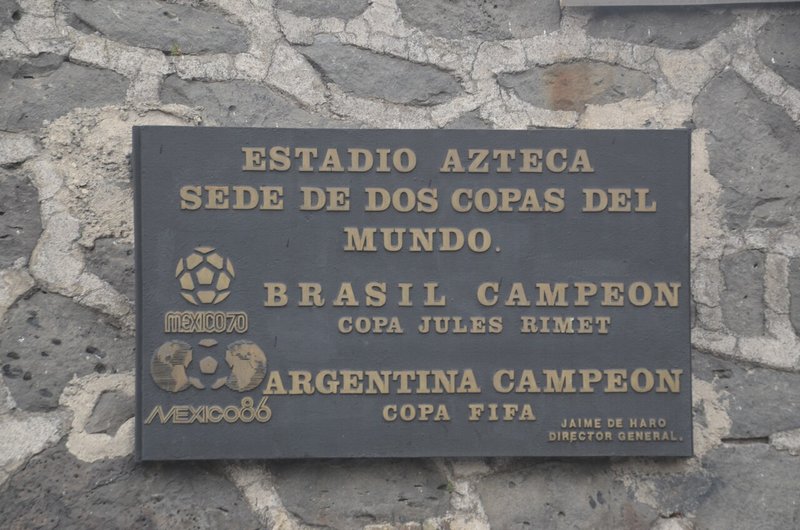 ESTADIO AZTECA
SEDE DE DOS COPAS DEL
MUNDO.
BRASIL CAMPEON
COPA JULES RIMET
MEXICO70
ARGENTINA CAMPEON
COPA FIFA
MEXICO86
JAIME DE HARO
DIRECTOR GENERAL.